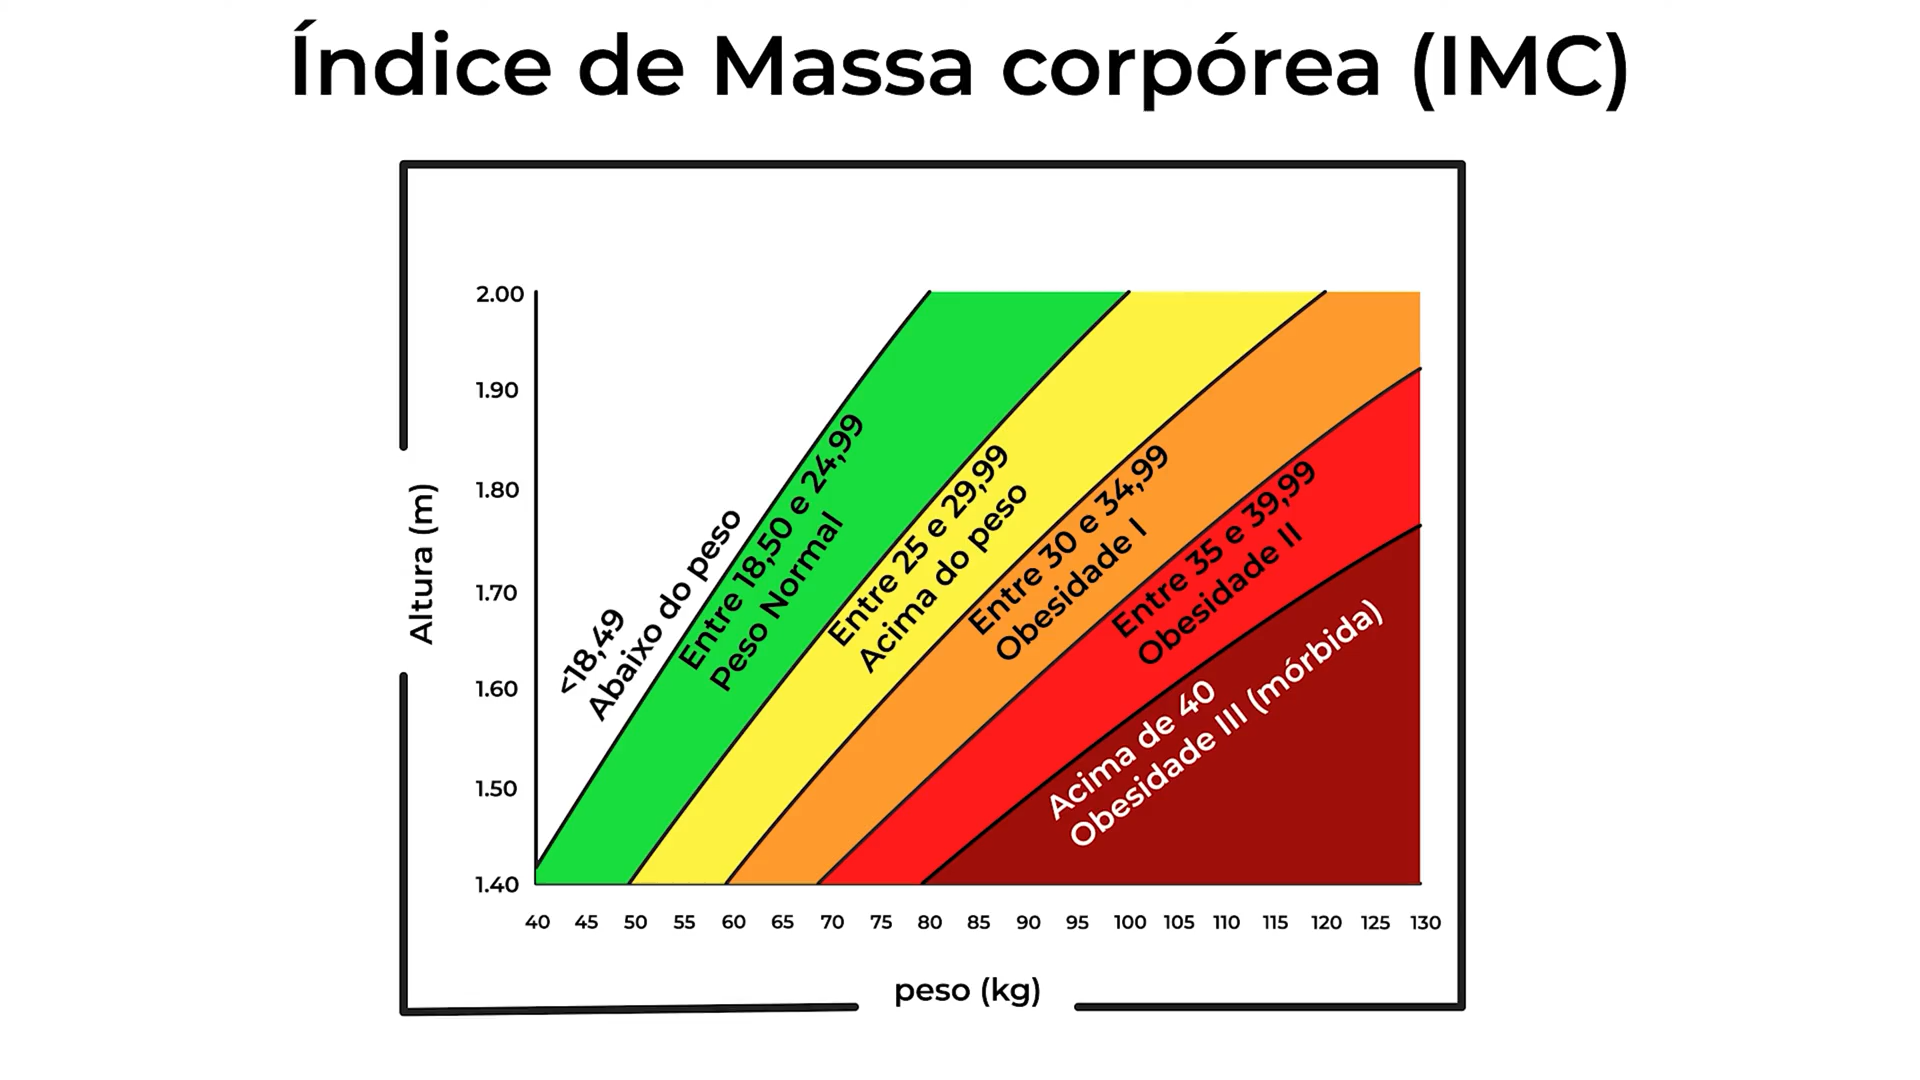 Índice de Massa corpórea (IMC)
2.00
1.90
1.80
1.70
1.60
1.50
1.40
Altura (m)
<18,49
Abaixo do peso
Entre 18,50 e 24,99
Peso Normal
Entre 25 e 29,99
Acima do peso
Entre 30 e 34,99
Obesidade I
Entre 35 e 39,99
Obesidade II
Acima de 40
Obesidade III (mórbida)
40 45 50 55 60 65 70 75 80 85 90 95 100 105 110 115 120 125 130
peso (kg)